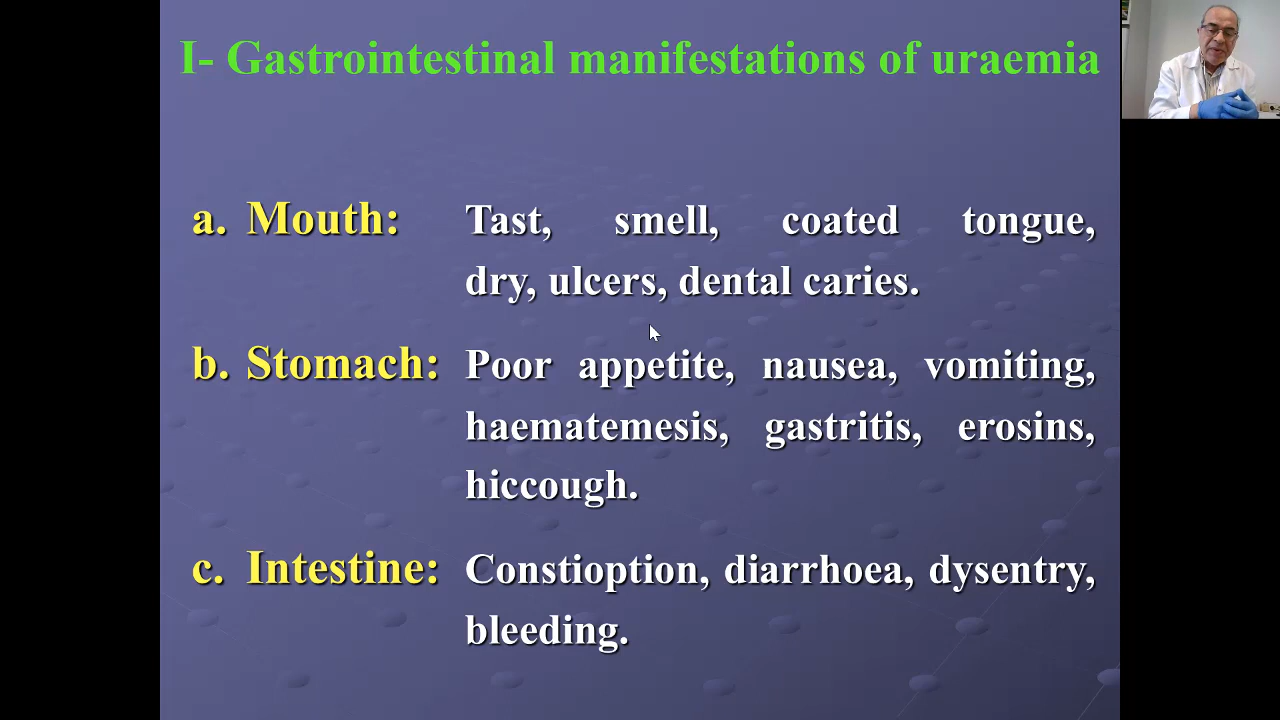 I- Gastrointestinal manifestations of uraemia
a. Mouth: Tast, smell, coated tongue,
dry, ulcers, dental caries.
b. Stomach: Poor appetite, nausea, vomiting,
haematemesis, gastritis, erosins,
hiccough.
c. Intestine: Constioption, diarrhoea, dysentry,
bleeding.